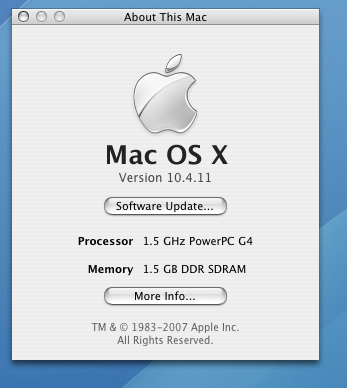 About This Mac
Mac OS X
Version 10.4.11
Software Update...
Processor 1.5 GHz PowerPC G4
Memory 1.5 GB DDR SDRAM
More Info...
TM & © 1983-2007 Apple Inc.
All Rights Reserved.